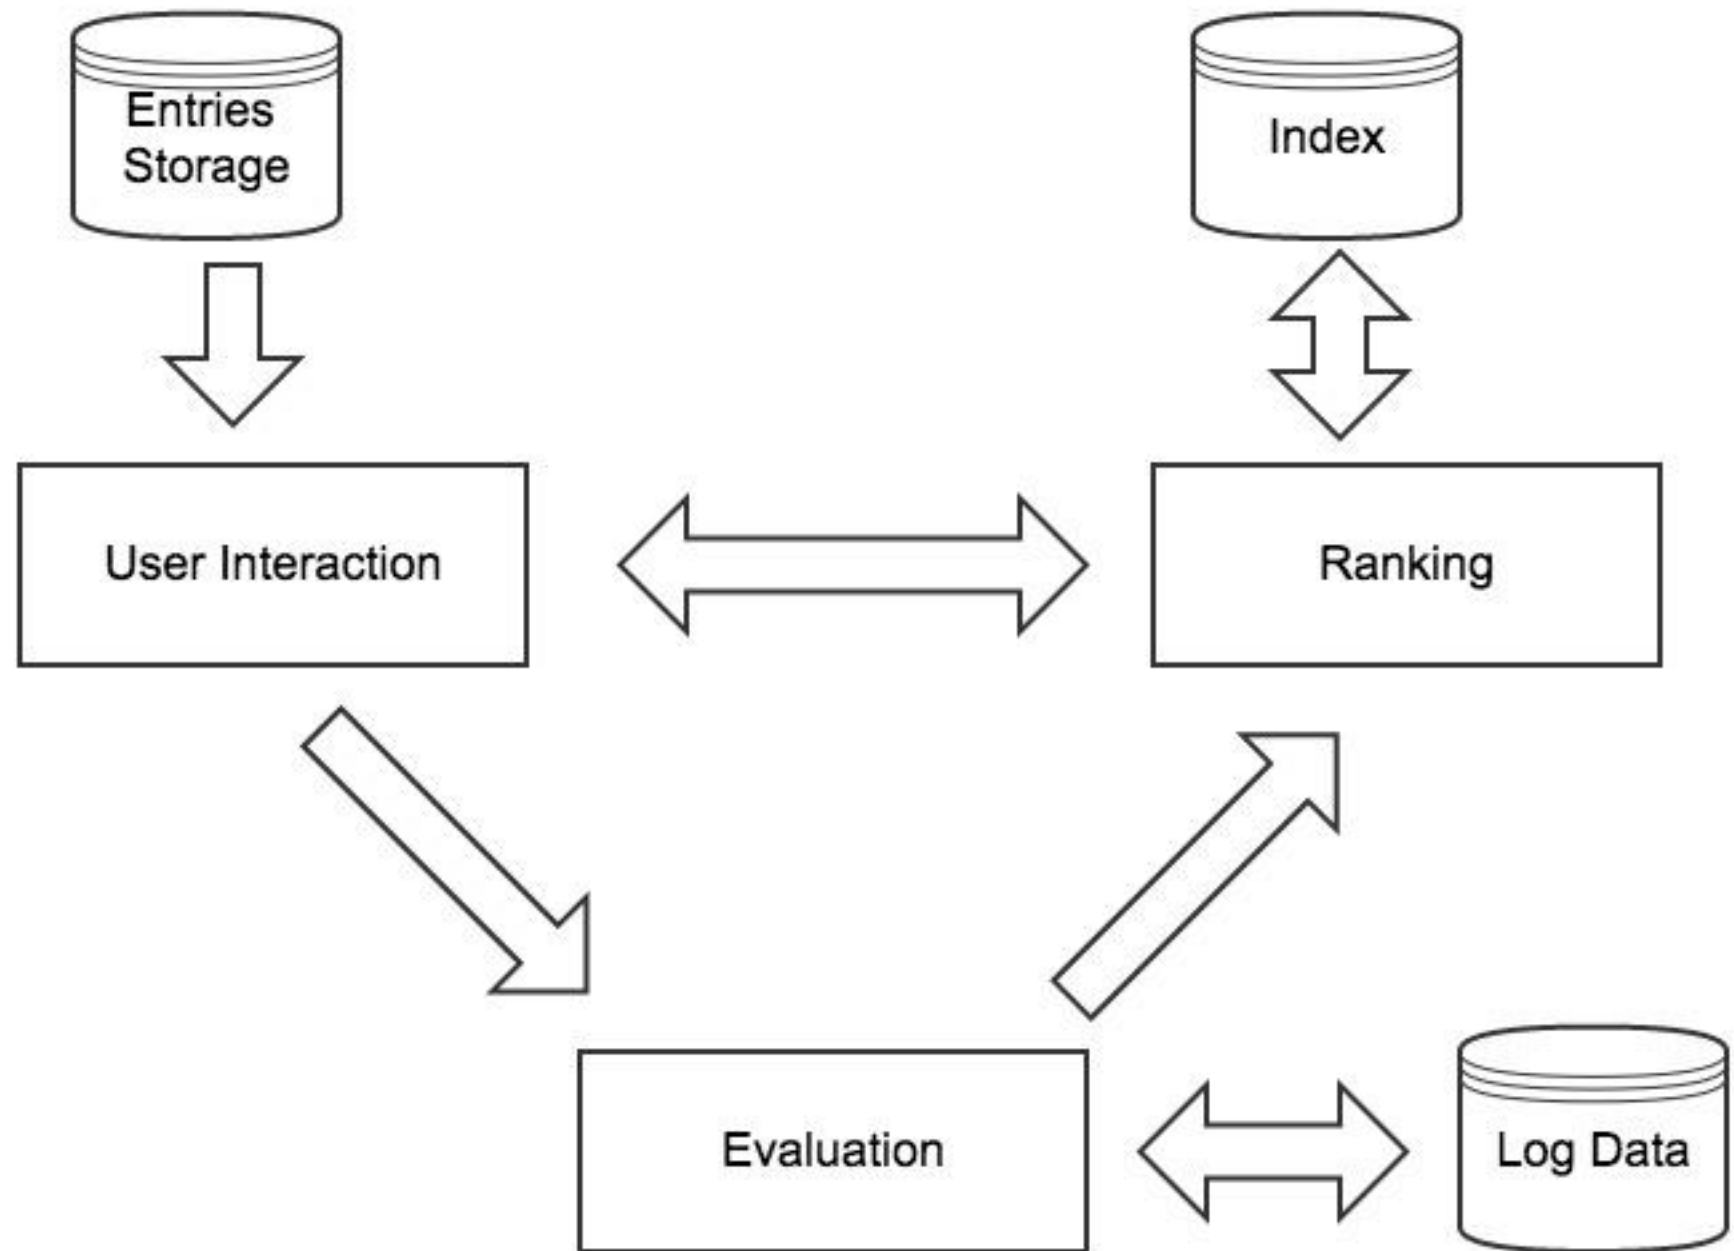 Entries
Storage
Index
User Interaction
Ranking
Evaluation
Log Data